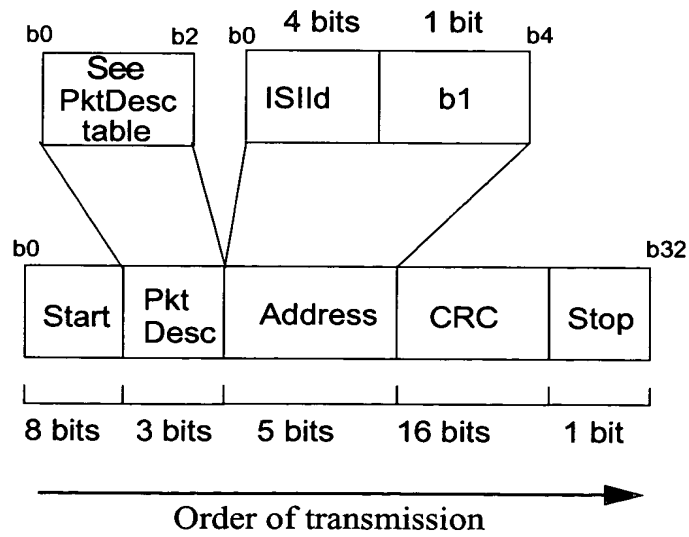 4 bits 1 bit
b0 b2 b0 b4
See
PktDesc
table
ISIId b1
b0 b32
Start Pkt
Desc Address CRC Stop
8 bits 3 bits 5 bits 16 bits 1 bit
Order of transmission